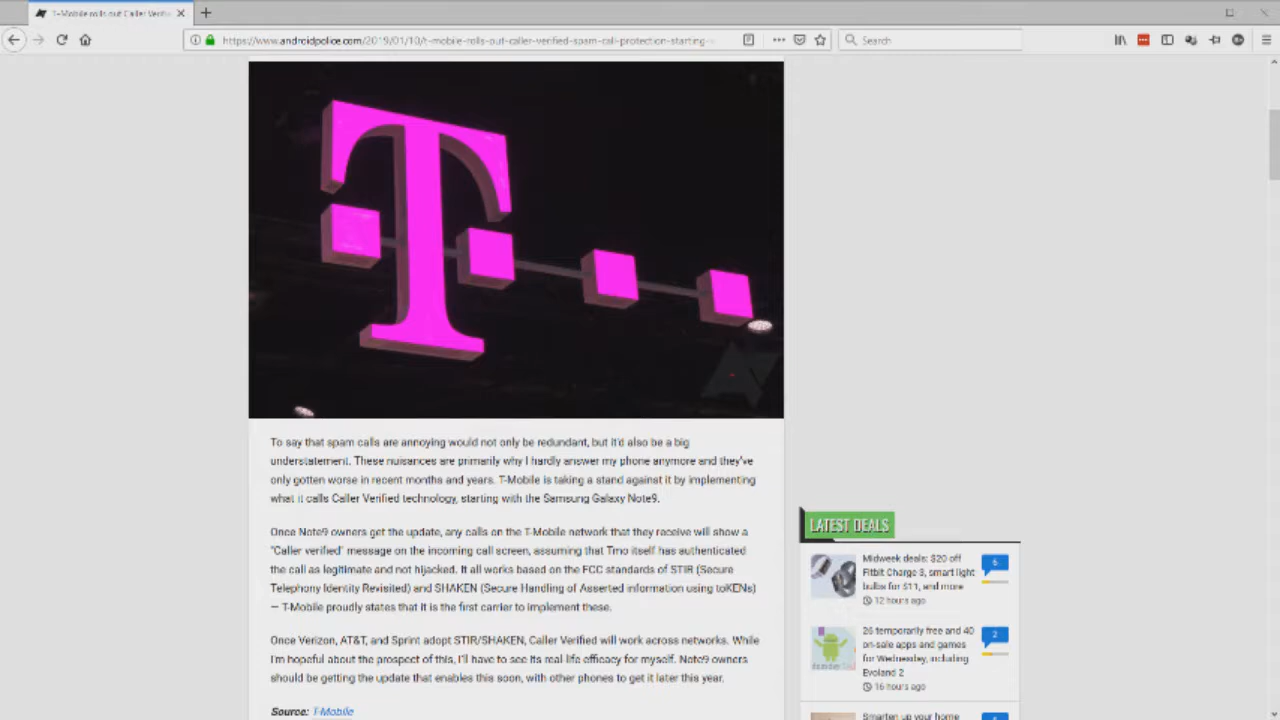 T-Mobile rolls out Caller Verifi
https://www.androidpolice.com/2019/01/10/t-mobile-rolls-out-caller-verified-spam-call-protection-starting-
Search
T
To say that spam calls are annoying would not only be redundant, but it'd also be a big
understatement. These nuisances are primarily why I hardly answer my phone anymore and they've
only gotten worse in recent months and years. T-Mobile is taking a stand against it by implementing
what it calls Caller Verified technology, starting with the Samsung Galaxy Note9.
Once Note9 owners get the update, any calls on the T-Mobile network that they receive will show a
"Caller verified" message on the incoming call screen, assuming that Tmo itself has authenticated
the call as legitimate and not hijacked. It all works based on the FCC standards of STIR (Secure
Telephony Identity Revisited) and SHAKEN (Secure Handling of Asserted information using toKENs)
— T-Mobile proudly states that it is the first carrier to implement these.
Once Verizon, AT&T, and Sprint adopt STIR/SHAKEN, Caller Verified will work across networks. While
I'm hopeful about the prospect of this, I'll have to see its real-life efficacy for myself. Note9 owners
should be getting the update that enables this soon, with other phones to get it later this year.
Source: T-Mobile
LATEST DEALS
Midweek deals: $20 off
Fitbit Charge 3, smart light
bulbs for $11, and more
12 hours ago
6
26 temporarily free and 40
on-sale apps and games
for Wednesday, including
Evoland 2
16 hours ago
2
Smarten up your home